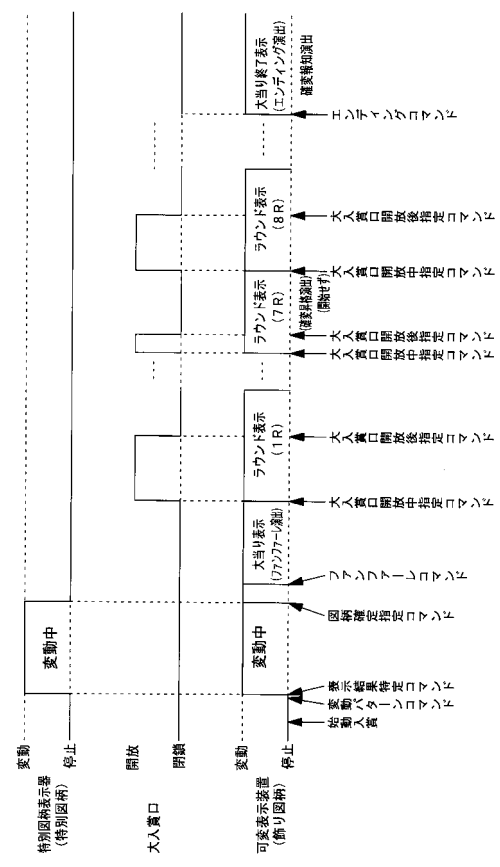 特別図柄表示器
(特別図柄)
変動
停止
変動中
大入賞口
開放
閉鎖
可変表示装置
(飾り図柄)
変動
停止
変動中
大当り表示
(ファンファーレ演出)
ラウンド表示
(1R)
ラウンド表示
(7R)
(確変昇格演出)
(開始せず)
ラウンド表示
(8R)
大当り終了表示
(エンディング演出)
確変報知演出
始動入賞
変動パターンコマンド
表示結果特定コマンド
図柄確定指定コマンド
ファンファーレコマンド
大入賞口開放中指定コマンド
大入賞口開放後指定コマンド
大入賞口開放中指定コマンド
大入賞口開放後指定コマンド
大入賞口開放中指定コマンド
大入賞口開放後指定コマンド
エンディングコマンド